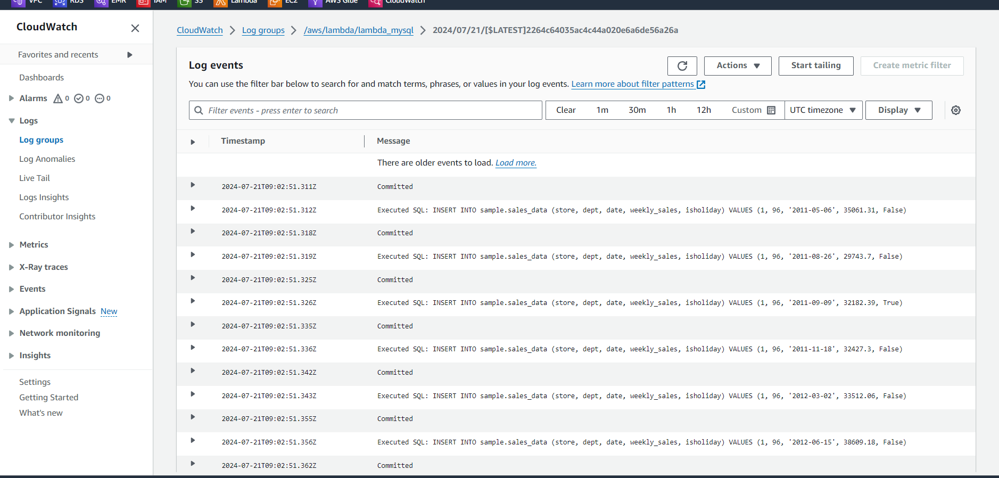 VPC RDS EMR IAM S3 Lambda EC2 AWS Glue CloudWatch
CloudWatch
Favorites and recents
Dashboards
Alarms 0 0 0
Logs
Log groups
Log Anomalies
Live Tail
Logs Insights
Contributor Insights
Metrics
X-Ray traces
Events
Application Signals New
Network monitoring
Insights
Settings
Getting Started
What's new
CloudWatch Log groups /aws/lambda/lambda_mysql 2024/07/21/[$LATEST]2264c64035ac4c44a020e6a6de56a26a
Log events
Actions Start tailing Create metric filter
You can use the filter bar below to search for and match terms, phrases, or values in your log events. Learn more about filter patterns
Filter events - press enter to search Clear 1m 30m 1h 12h Custom UTC timezone Display
Timestamp Message
There are older events to load. Load more.
2024-07-21T09:02:51.311Z Committed
2024-07-21T09:02:51.312Z Executed SQL: INSERT INTO sample.sales_data (store, dept, date, weekly_sales, isholiday) VALUES (1, 96, '2011-05-06', 35061.31, False)
2024-07-21T09:02:51.318Z Committed
2024-07-21T09:02:51.319Z Executed SQL: INSERT INTO sample.sales_data (store, dept, date, weekly_sales, isholiday) VALUES (1, 96, '2011-08-26', 29743.7, False)
2024-07-21T09:02:51.325Z Committed
2024-07-21T09:02:51.326Z Executed SQL: INSERT INTO sample.sales_data (store, dept, date, weekly_sales, isholiday) VALUES (1, 96, '2011-09-09', 32182.39, True)
2024-07-21T09:02:51.335Z Committed
2024-07-21T09:02:51.336Z Executed SQL: INSERT INTO sample.sales_data (store, dept, date, weekly_sales, isholiday) VALUES (1, 96, '2011-11-18', 32427.3, False)
2024-07-21T09:02:51.342Z Committed
2024-07-21T09:02:51.343Z Executed SQL: INSERT INTO sample.sales_data (store, dept, date, weekly_sales, isholiday) VALUES (1, 96, '2012-03-02', 33512.06, False)
2024-07-21T09:02:51.355Z Committed
2024-07-21T09:02:51.356Z Executed SQL: INSERT INTO sample.sales_data (store, dept, date, weekly_sales, isholiday) VALUES (1, 96, '2012-06-15', 38609.18, False)
2024-07-21T09:02:51.362Z Committed